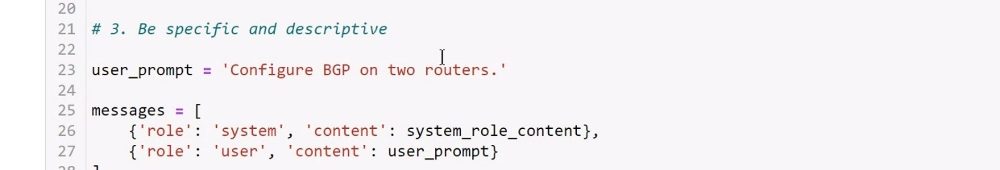 20
21 # 3. Be specific and descriptive
22
23 user_prompt = 'Configure BGP on two routers.'
24
25 messages = [
26     {'role': 'system', 'content': system_role_content},
27     {'role': 'user', 'content': user_prompt}
28 ]